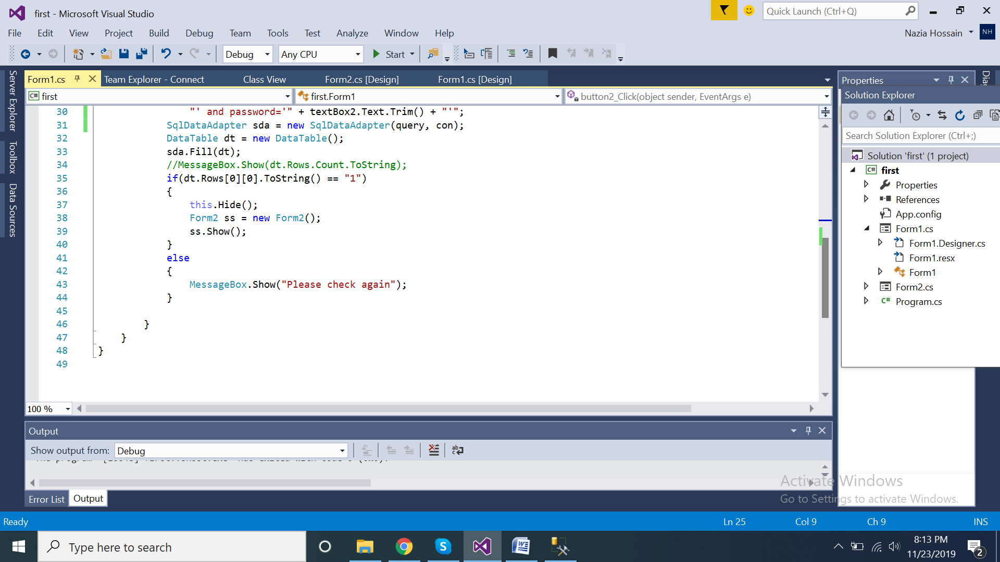 first - Microsoft Visual Studio
Quick Launch (Ctrl+Q)
File Edit View Project Build Debug Team Tools Test Analyze Window Help
Nazia Hossain NH
Debug Any CPU Start
Server Explorer
Toolbox
Data Sources
Form1.cs Team Explorer - Connect Class View Form2.cs [Design] Form1.cs [Design]
C# first first.Form1 button2_Click(object sender, EventArgs e)
30 "' and password='" + textBox2.Text.Trim() + "'";
31 SqlDataAdapter sda = new SqlDataAdapter(query, con);
32 DataTable dt = new DataTable();
33 sda.Fill(dt);
34 //MessageBox.Show(dt.Rows.Count.ToString);
35 if(dt.Rows[0][0].ToString() == "1")
36 {
37 this.Hide();
38 Form2 ss = new Form2();
39 ss.Show();
40 }
41 else
42 {
43 MessageBox.Show("Please check again");
44 }
45
46 }
47 }
48 }
49
100 %
Output
Show output from: Debug
Error List Output
Properties
Solution Explorer
Search Solution Explorer (Ctrl+;)
Solution 'first' (1 project)
C# first
Properties
References
App.config
Form1.cs
Form1.Designer.cs
Form1.resx
Form1
Form2.cs
C# Program.cs
Activate Windows
Go to Settings to activate Windows.
Ready Ln 25 Col 9 Ch 9 INS
Type here to search
8:13 PM
11/23/2019
2